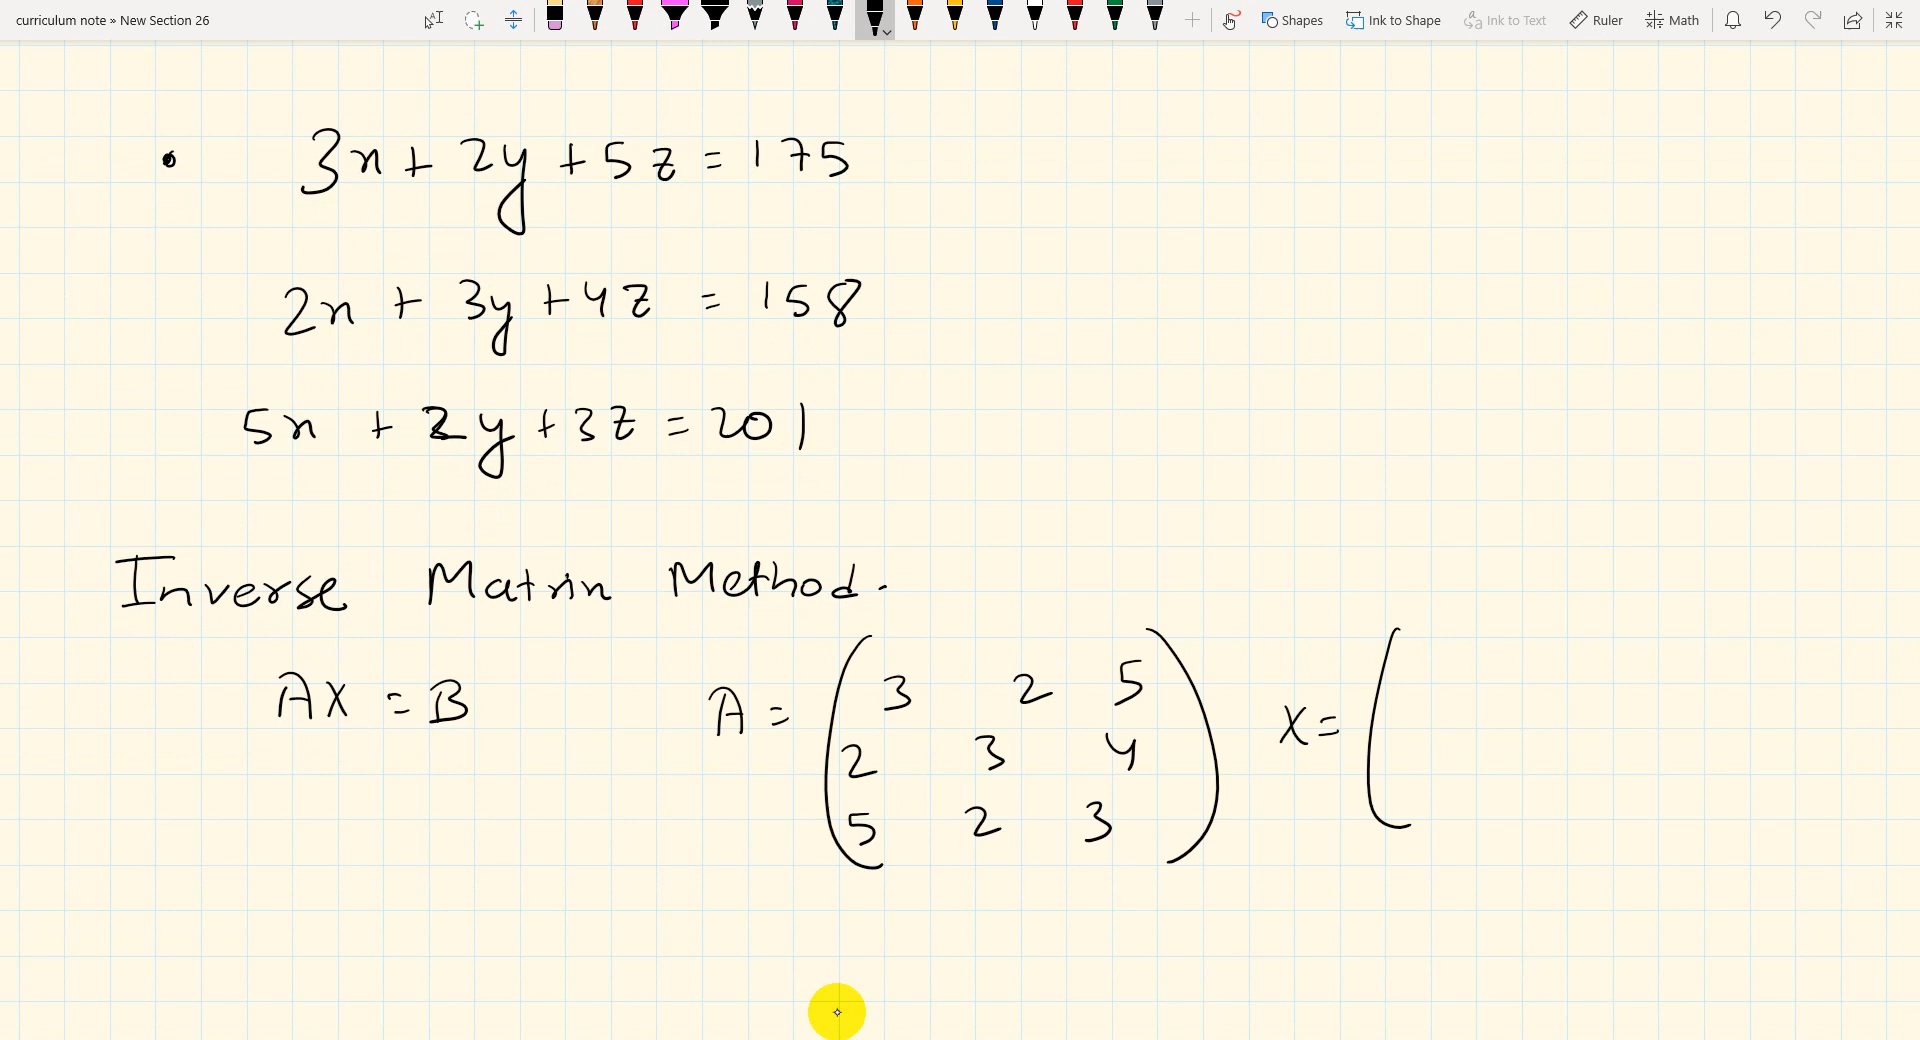 curriculum note » New Section 26
Shapes Ink to Shape Ink to Text Ruler Math
3x + 2y + 5z = 175
2x + 3y + 4z = 158
5x + 2y + 3z = 201
Inverse Matrix Method.
AX = B A = ( 3 2 5 ) X = (
2 3 4
5 2 3